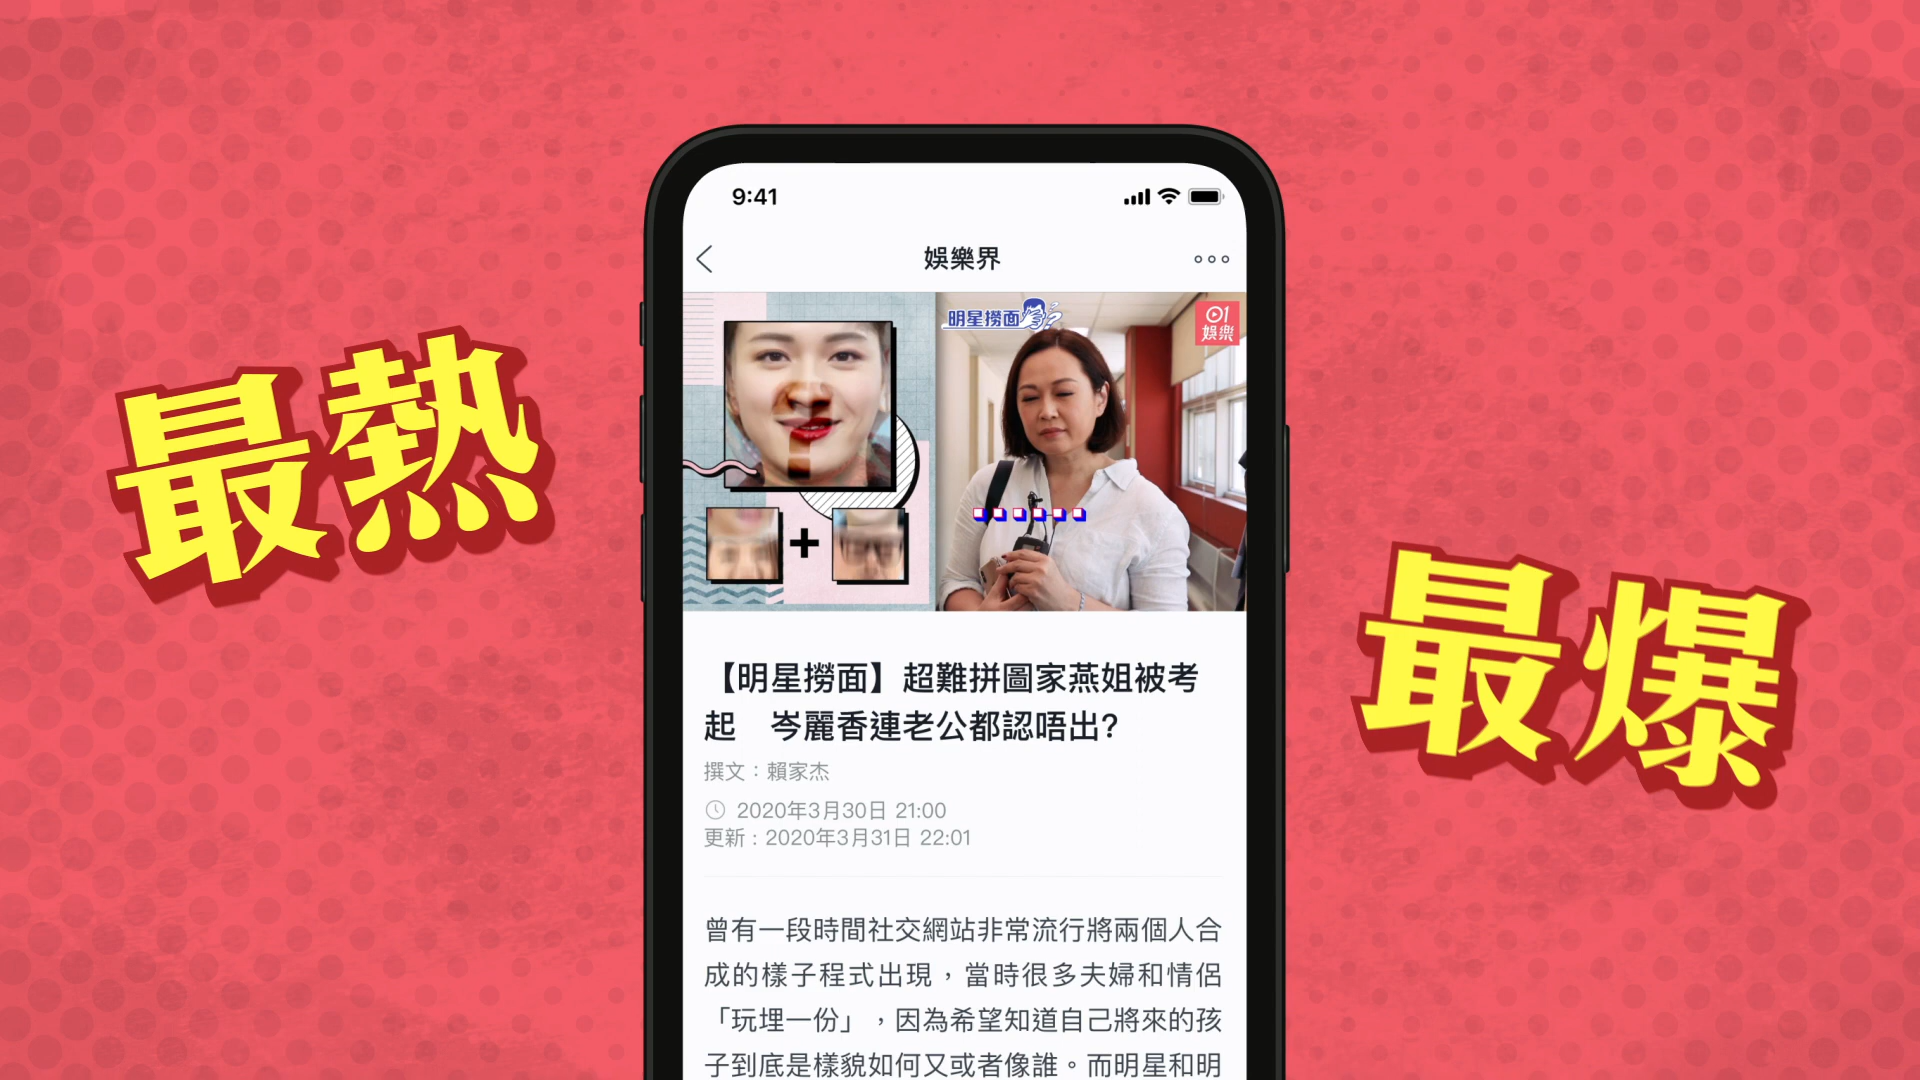 最熱
最爆
9:41
娛樂界
明星撈面?
01
娛樂
+
【明星撈面】超難拼圖家燕姐被考
起　岑麗香連老公都認唔出?
撰文：賴家杰
2020年3月30日 21:00
更新：2020年3月31日 22:01
曾有一段時間社交網站非常流行將兩個人合
成的樣子程式出現，當時很多夫婦和情侶
「玩埋一份」，因為希望知道自己將來的孩
子到底是樣貌如何又或者像誰。而明星和明